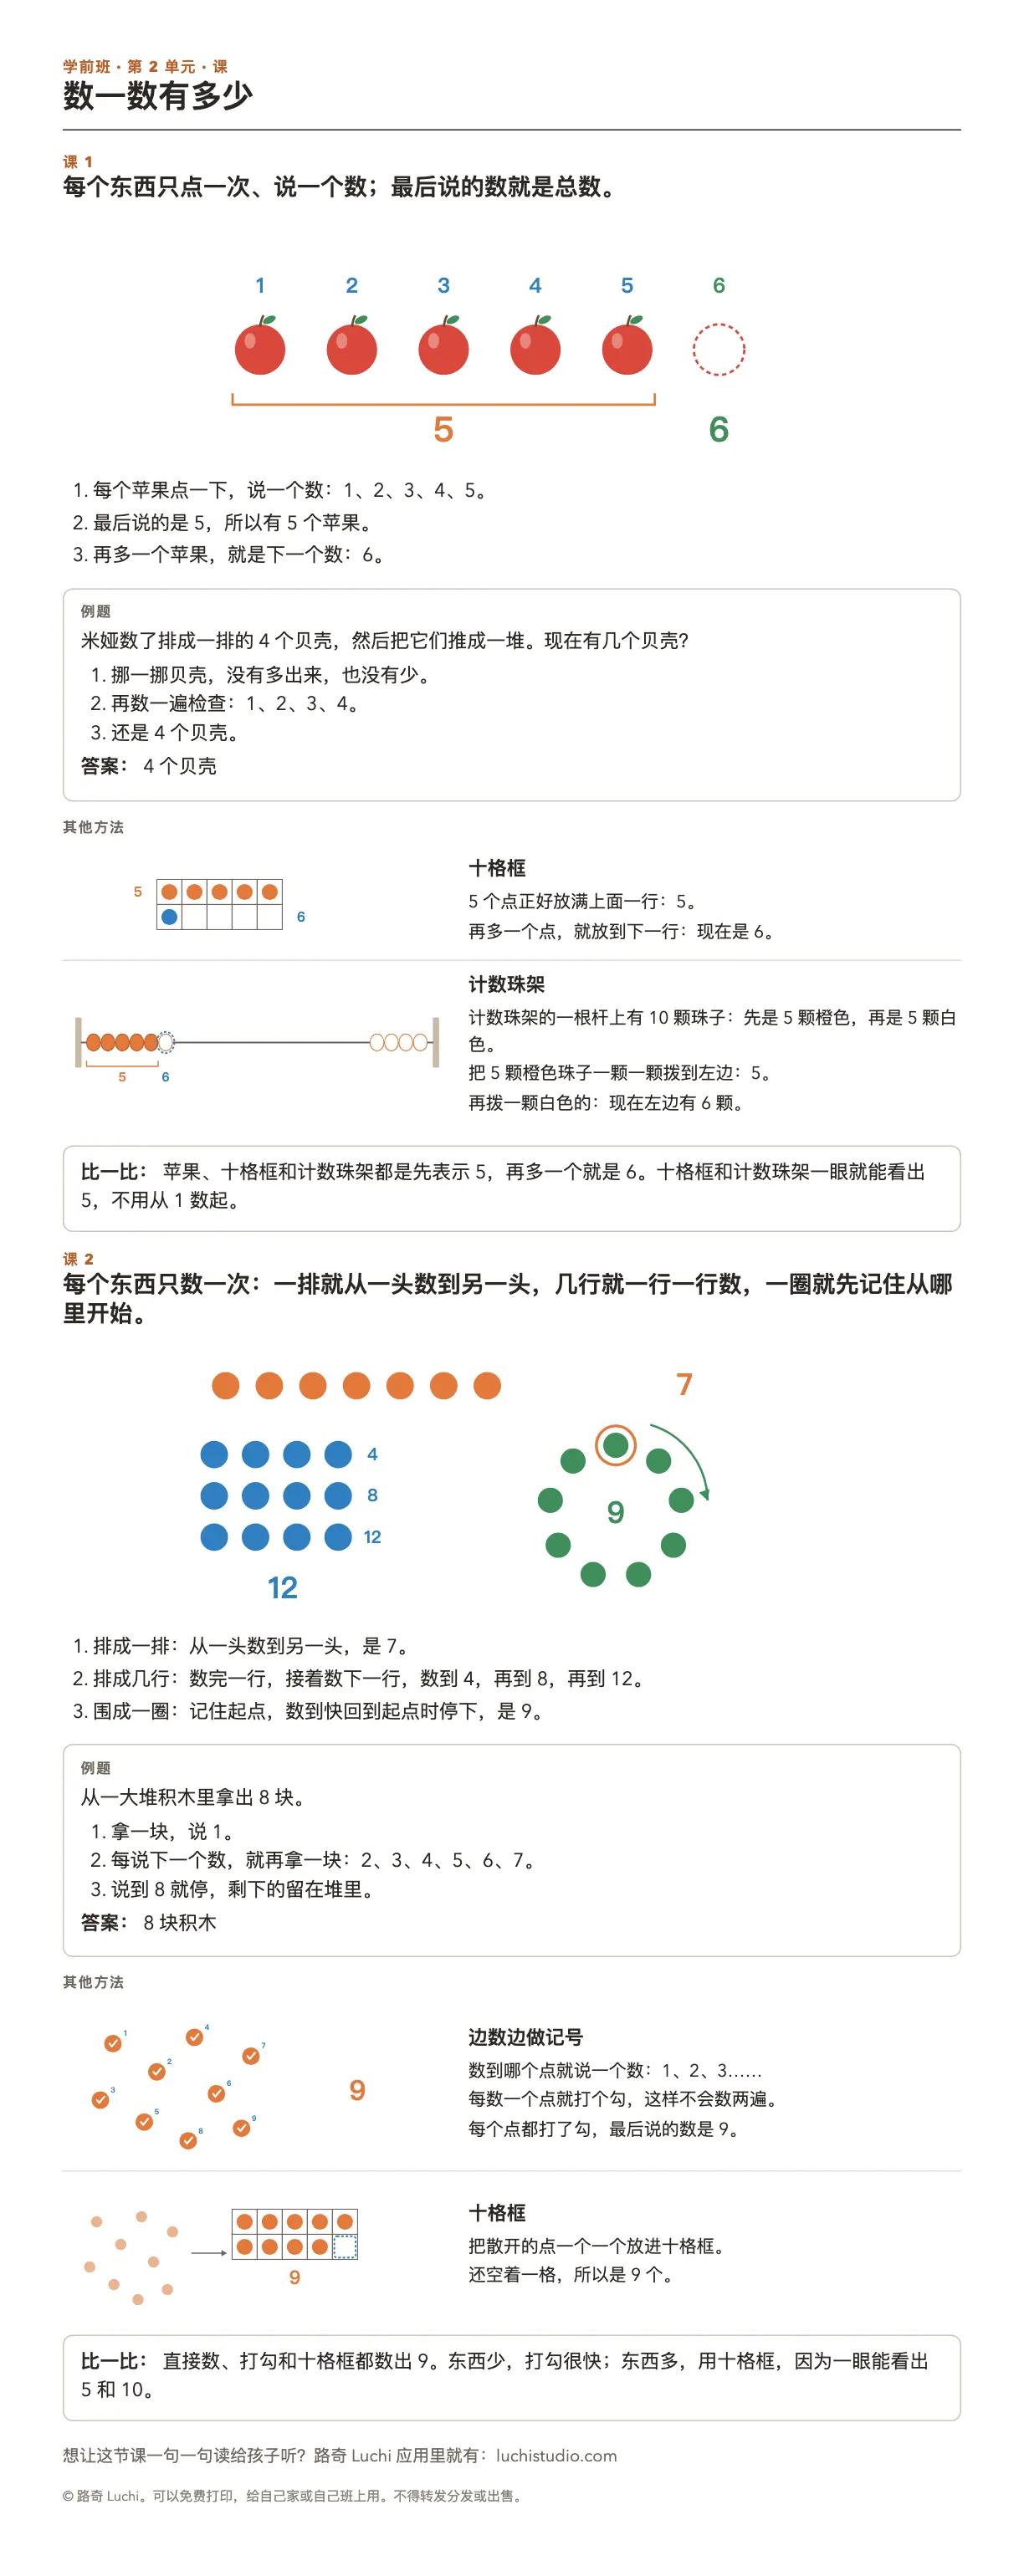 学前班 · 第 2 单元 · 课
数一数有多少
课 1
每个东西只点一次、说一个数；最后说的数就是总数。
1 2 3 4 5 6
5 6
1. 每个苹果点一下，说一个数：1、2、3、4、5。
2. 最后说的是 5，所以有 5 个苹果。
3. 再多一个苹果，就是下一个数：6。
例题
米娅数了排成一排的 4 个贝壳，然后把它们推成一堆。现在有几个贝壳？
1. 挪一挪贝壳，没有多出来，也没有少。
2. 再数一遍检查：1、2、3、4。
3. 还是 4 个贝壳。
答案： 4 个贝壳
其他方法
5
6
十格框
5 个点正好放满上面一行：5。
再多一个点，就放到下一行：现在是 6。
5 6
计数珠架
计数珠架的一根杆上有 10 颗珠子：先是 5 颗橙色，再是 5 颗白
色。
把 5 颗橙色珠子一颗一颗拨到左边：5。
再拨一颗白色的：现在左边有 6 颗。
比一比： 苹果、十格框和计数珠架都是先表示 5，再多一个就是 6。十格框和计数珠架一眼就能看出
5，不用从 1 数起。
课 2
每个东西只数一次：一排就从一头数到另一头，几行就一行一行数，一圈就先记住从哪
里开始。
7
4
8
12
12
9
1. 排成一排：从一头数到另一头，是 7。
2. 排成几行：数完一行，接着数下一行，数到 4，再到 8，再到 12。
3. 围成一圈：记住起点，数到快回到起点时停下，是 9。
例题
从一大堆积木里拿出 8 块。
1. 拿一块，说 1。
2. 每说下一个数，就再拿一块：2、3、4、5、6、7。
3. 说到 8 就停，剩下的留在堆里。
答案： 8 块积木
其他方法
1
4
7
2
6
3
5
9
8
9
边数边做记号
数到哪个点就说一个数：1、2、3……
每数一个点就打个勾，这样不会数两遍。
每个点都打了勾，最后说的数是 9。
9
十格框
把散开的点一个一个放进十格框。
还空着一格，所以是 9 个。
比一比： 直接数、打勾和十格框都数出 9。东西少，打勾很快；东西多，用十格框，因为一眼能看出
5 和 10。
想让这节课一句一句读给孩子听？路奇 Luchi 应用里就有：luchistudio.com
© 路奇 Luchi。可以免费打印，给自己家或自己班上用。不得转发分发或出售。